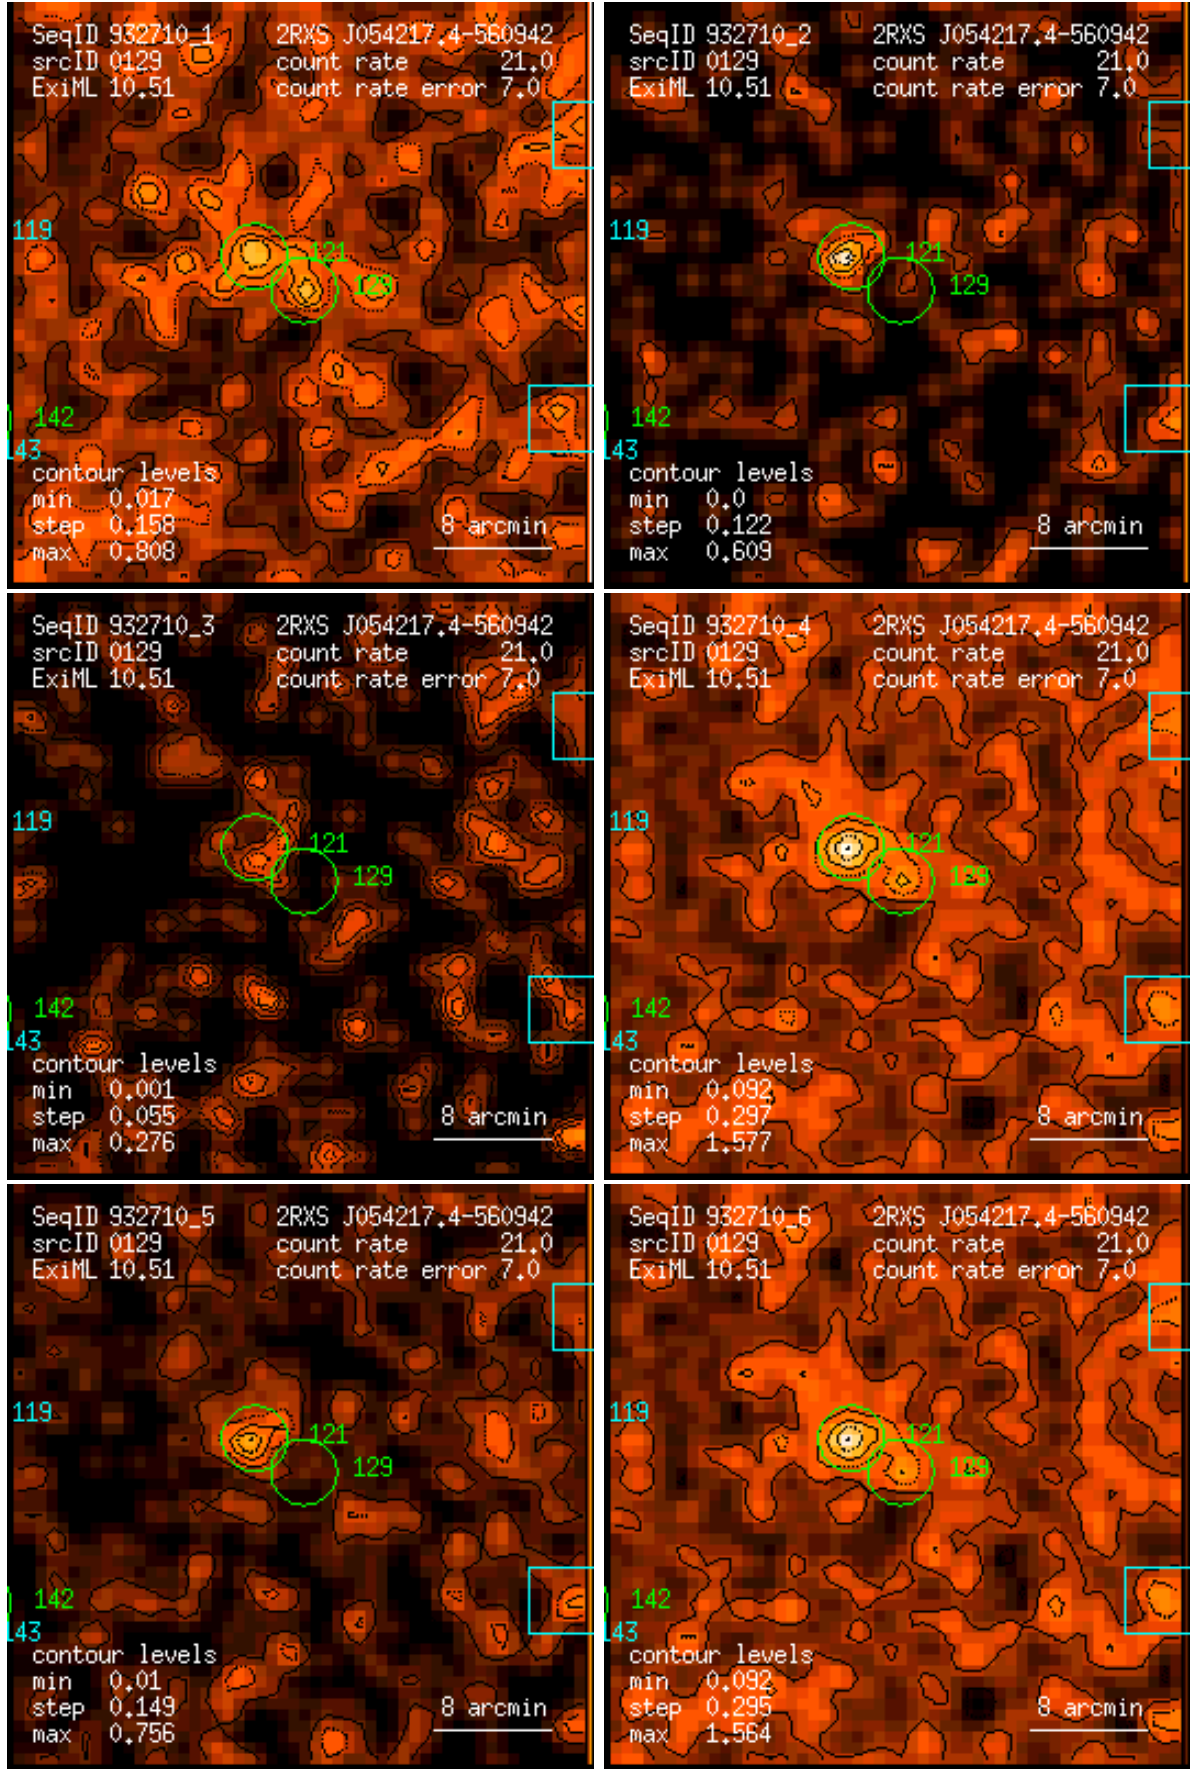 SeqID 932710_1 2RXS J054217.4-560942
srcID 0129 count rate 21.0
ExiML 10.51 count rate error 7.0
119
121
129
142
143
contour levels
min 0.017
step 0.158
max 0.808
8 arcmin
SeqID 932710_2 2RXS J054217.4-560942
srcID 0129 count rate 21.0
ExiML 10.51 count rate error 7.0
119
121
129
142
143
contour levels
min 0.0
step 0.122
max 0.609
8 arcmin
SeqID 932710_3 2RXS J054217.4-560942
srcID 0129 count rate 21.0
ExiML 10.51 count rate error 7.0
119
121
129
142
143
contour levels
min 0.001
step 0.055
max 0.276
8 arcmin
SeqID 932710_4 2RXS J054217.4-560942
srcID 0129 count rate 21.0
ExiML 10.51 count rate error 7.0
119
121
129
142
143
contour levels
min 0.092
step 0.297
max 1.577
8 arcmin
SeqID 932710_5 2RXS J054217.4-560942
srcID 0129 count rate 21.0
ExiML 10.51 count rate error 7.0
119
121
129
142
143
contour levels
min 0.01
step 0.149
max 0.756
8 arcmin
SeqID 932710_6 2RXS J054217.4-560942
srcID 0129 count rate 21.0
ExiML 10.51 count rate error 7.0
119
121
129
142
143
contour levels
min 0.092
step 0.295
max 1.564
8 arcmin